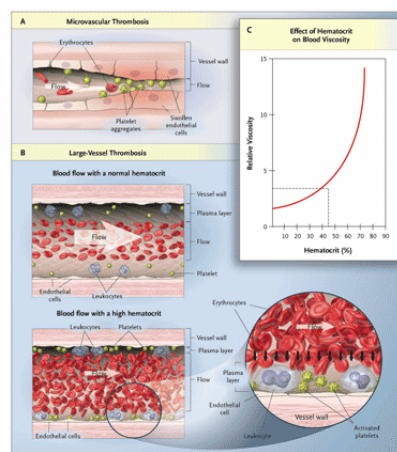 A
Microvascular Thrombosis
Erythrocytes
Flow
Vessel wall
Flow
Platelet
aggregates
Swollen
endothelial
cells
B
Large-Vessel Thrombosis
Blood flow with a normal hematocrit
Flow
Vessel wall
Plasma layer
Flow
Platelet
Endothelial
cells
Leukocytes
Blood flow with a high hematocrit
Leukocytes
Platelets
Flow
Vessel wall
Plasma layer
Flow
Endothelial cells
Leukocytes
Erythrocytes
Flow
Plasma
layer
Endothelial
cell
Vessel wall
Leukocyte
Activated
platelets
C
Effect of Hematocrit
on Blood Viscosity
Relative Viscosity
15
10
5
0
10 20 30 40 50 60 70 80 90
Hematocrit (%)